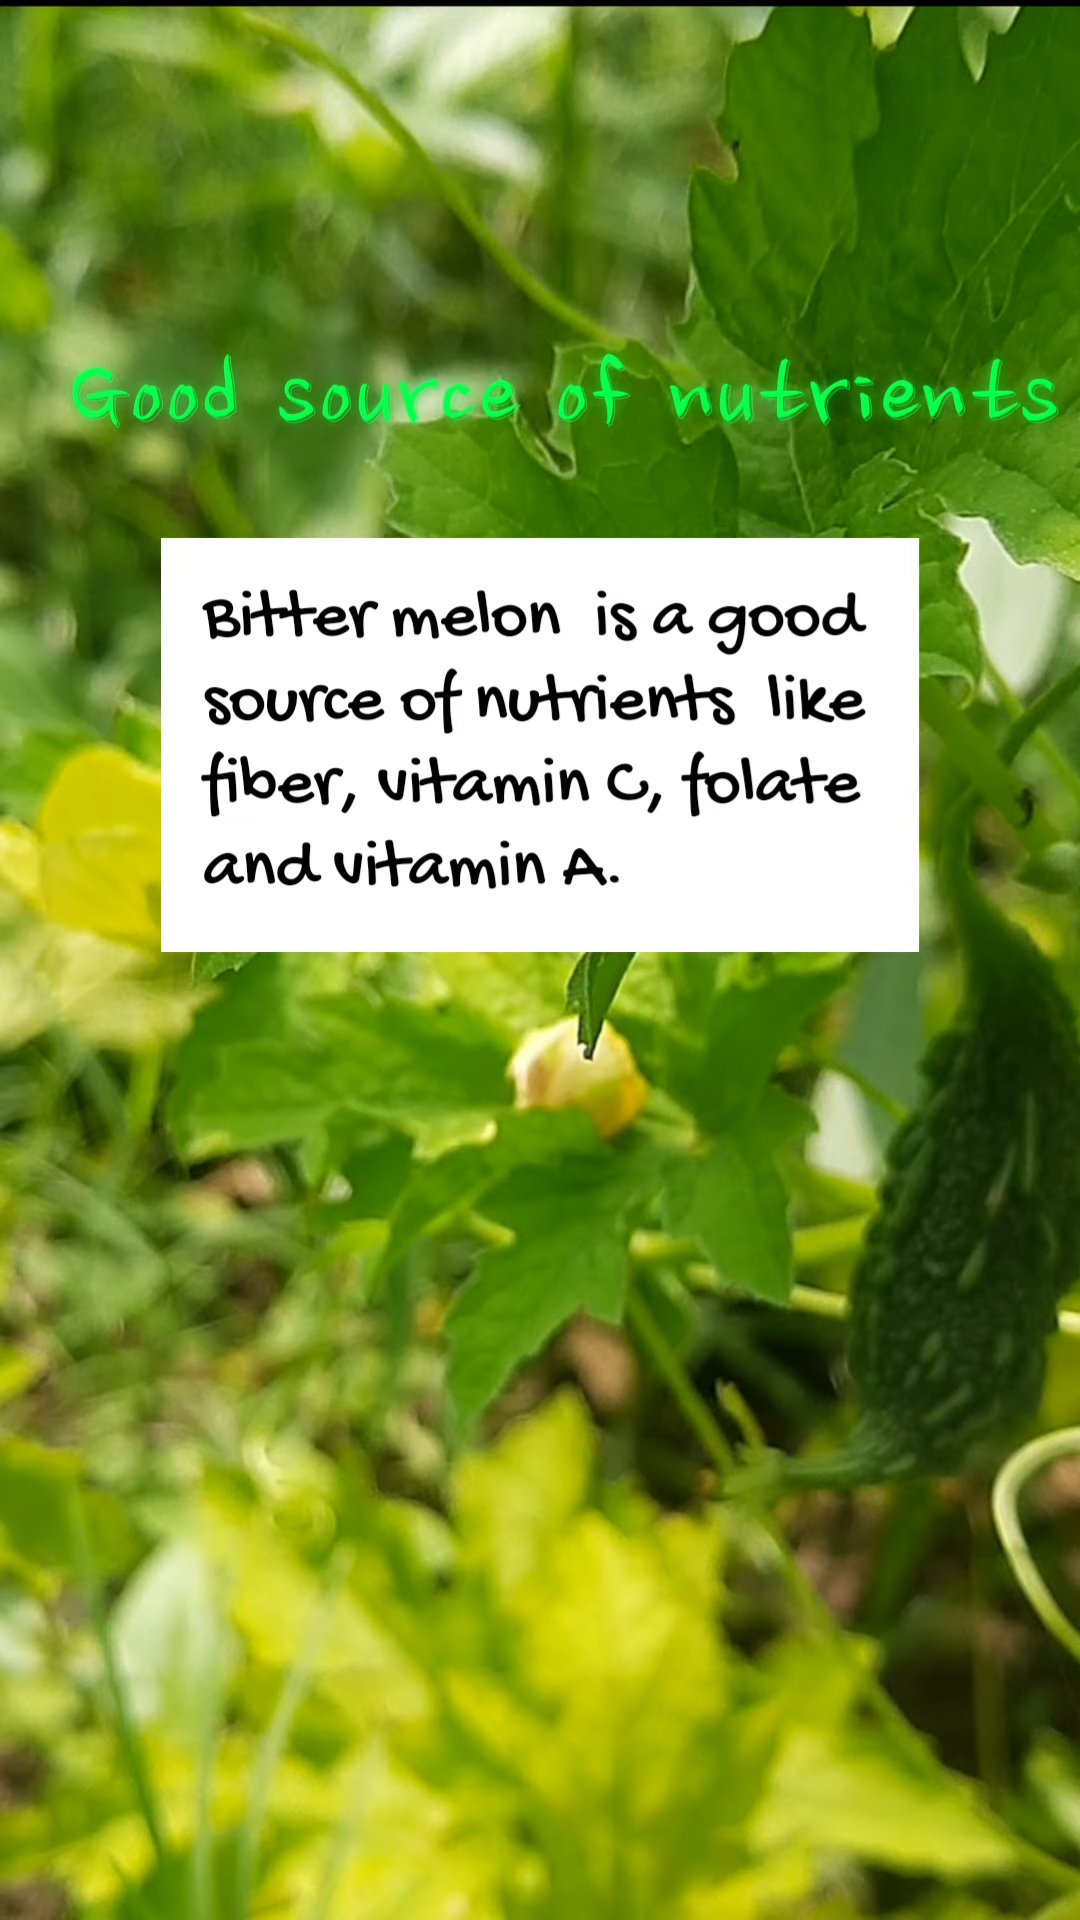 Good source of nutrients
Bitter melon is a good
source of nutrients like
fiber, vitamin C, folate
and vitamin A.